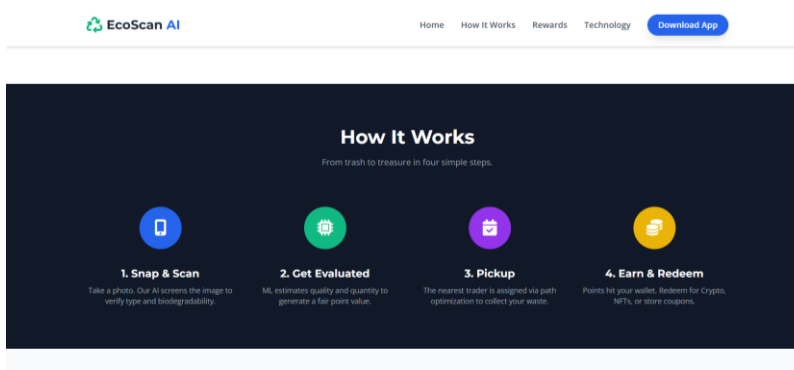 EcoScan AI
Home How It Works Rewards Technology Download App
How It Works
From trash to treasure in four simple steps.
1. Snap & Scan
Take a photo. Our AI screens the image to
verify type and biodegradability.
2. Get Evaluated
ML estimates quality and quantity to
generate a fair point value.
3. Pickup
The nearest trader is assigned via path
optimization to collect your waste.
4. Earn & Redeem
Points hit your wallet. Redeem for Crypto,
NFTs, or store coupons.